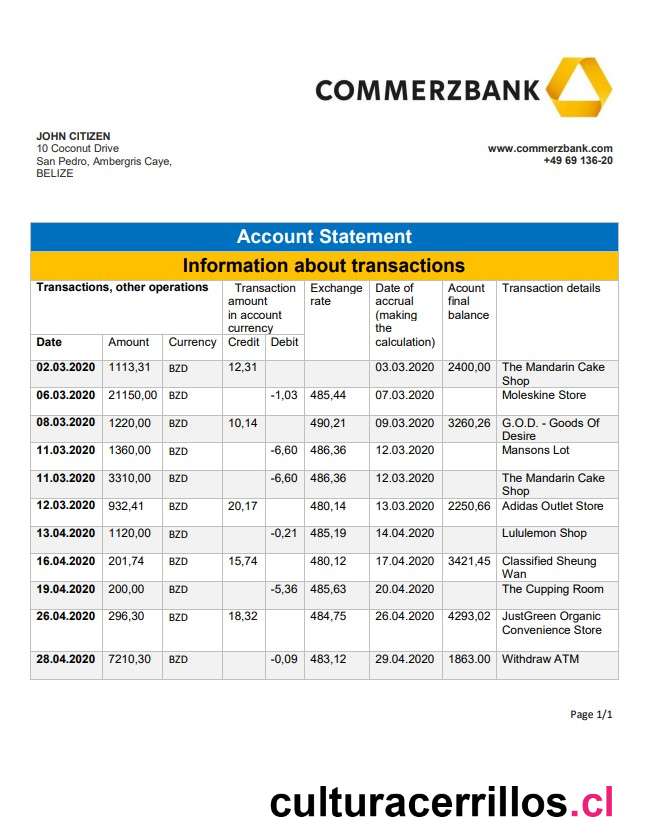 COMMERZBANK
JOHN CITIZEN
10 Coconut Drive
San Pedro, Ambergris Caye,
BELIZE
www.commerzbank.com
+49 69 136-20
Account Statement
Information about transactions
Transactions, other operations Transaction amount in account currency Exchange rate Date of accrual (making the calculation) Acount final balance Transaction details
Date Amount Currency Credit Debit
02.03.2020 1113,31 BZD 12,31 03.03.2020 2400,00 The Mandarin Cake Shop
06.03.2020 21150,00 BZD -1,03 485,44 07.03.2020 Moleskine Store
08.03.2020 1220,00 BZD 10,14 490,21 09.03.2020 3260,26 G.O.D. - Goods Of Desire
11.03.2020 1360,00 BZD -6,60 486,36 12.03.2020 Mansons Lot
11.03.2020 3310,00 BZD -6,60 486,36 12.03.2020 The Mandarin Cake Shop
12.03.2020 932,41 BZD 20,17 480,14 13.03.2020 2250,66 Adidas Outlet Store
13.04.2020 1120,00 BZD -0,21 485,19 14.04.2020 Lululemon Shop
16.04.2020 201,74 BZD 15,74 480,12 17.04.2020 3421,45 Classified Sheung Wan
19.04.2020 200,00 BZD -5,36 485,63 20.04.2020 The Cupping Room
26.04.2020 296,30 BZD 18,32 484,75 26.04.2020 4293,02 JustGreen Organic Convenience Store
28.04.2020 7210,30 BZD -0,09 483,12 29.04.2020 1863.00 Withdraw ATM
Page 1/1
culturacerrillos.cl